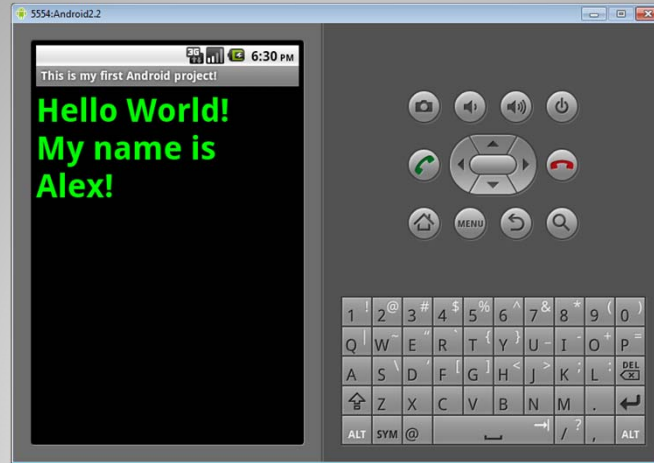 5554:Android2.2
3G 6:30 PM
This is my first Android project!
Hello World!
My name is
Alex!
MENU
1 ! 2 @ 3 # 4 $ 5 % 6 ^ 7 & 8 * 9 ( 0 )
Q | W ~ E " R ` T { Y } U _ I - O + P =
A S \ D ' F [ G ] H < J > K ; L : DEL
Z X C V B N M .
ALT SYM @ / ? , ALT